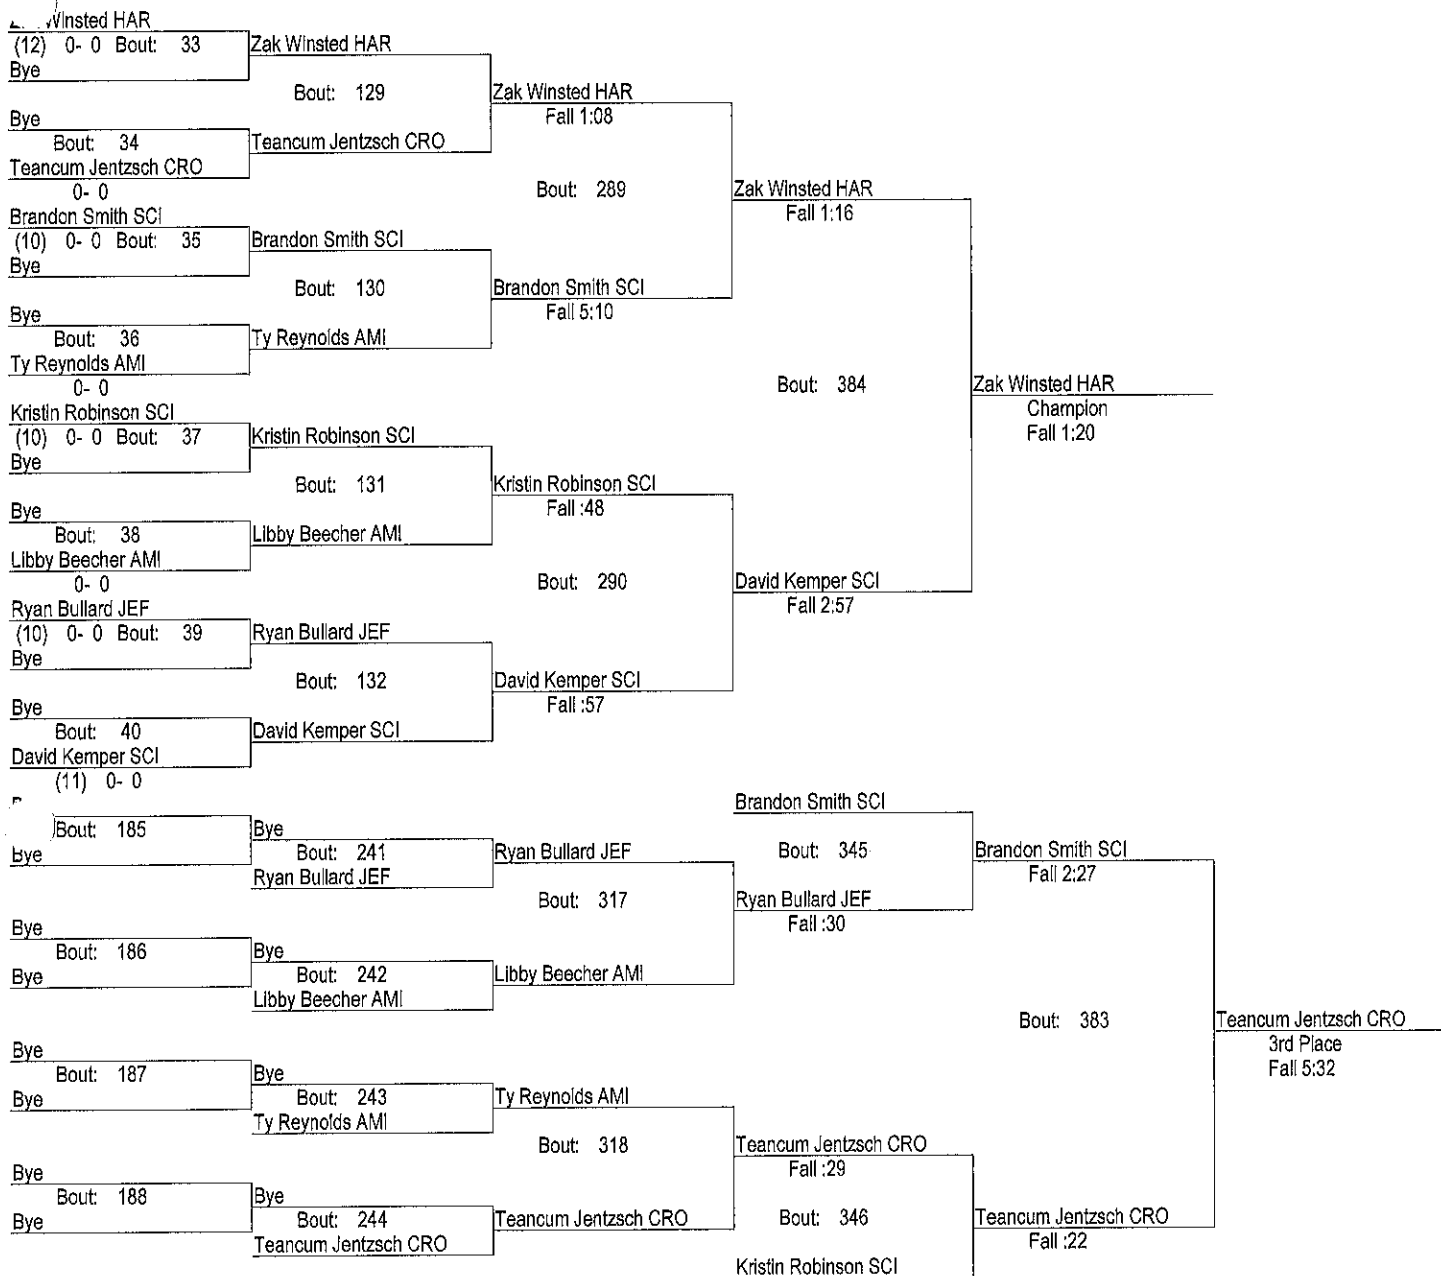 Winsted HAR
(12) 0- 0 Bout: 33
Bye
Zak Winsted HAR
Bout: 129
Zak Winsted HAR
Fall 1:08
Bye
Bout: 34
Teancum Jentzsch CRO
Teancum Jentzsch CRO
0- 0
Bout: 289
Zak Winsted HAR
Fall 1:16
Brandon Smith SCI
(10) 0- 0 Bout: 35
Brandon Smith SCI
Bye
Bout: 130
Brandon Smith SCI
Fall 5:10
Bye
Bout: 36
Ty Reynolds AMI
Ty Reynolds AMI
0- 0
Bout: 384
Zak Winsted HAR
Champion
Fall 1:20
Kristin Robinson SCI
(10) 0- 0 Bout: 37
Kristin Robinson SCI
Bye
Bout: 131
Kristin Robinson SCI
Fall :48
Bye
Bout: 38
Libby Beecher AMI
Libby Beecher AMI
0- 0
Bout: 290
David Kemper SCI
Fall 2:57
Ryan Bullard JEF
(10) 0- 0 Bout: 39
Ryan Bullard JEF
Bye
Bout: 132
David Kemper SCI
Fall :57
Bye
Bout: 40
David Kemper SCI
David Kemper SCI
(11) 0- 0
Brandon Smith SCI
Bout: 185
Bye
Bye
Bout: 241
Ryan Bullard JEF
Ryan Bullard JEF
Bout: 345
Brandon Smith SCI
Fall 2:27
Bout: 317
Ryan Bullard JEF
Fall :30
Bye
Bout: 186
Bye
Bye
Bout: 242
Libby Beecher AMI
Libby Beecher AMI
Bout: 383
Teancum Jentzsch CRO
3rd Place
Fall 5:32
Bye
Bout: 187
Bye
Bye
Bout: 243
Ty Reynolds AMI
Ty Reynolds AMI
Bout: 318
Teancum Jentzsch CRO
Fall :29
Bye
Bout: 188
Bye
Bye
Bout: 244
Teancum Jentzsch CRO
Teancum Jentzsch CRO
Bout: 346
Teancum Jentzsch CRO
Fall :22
Kristin Robinson SCI